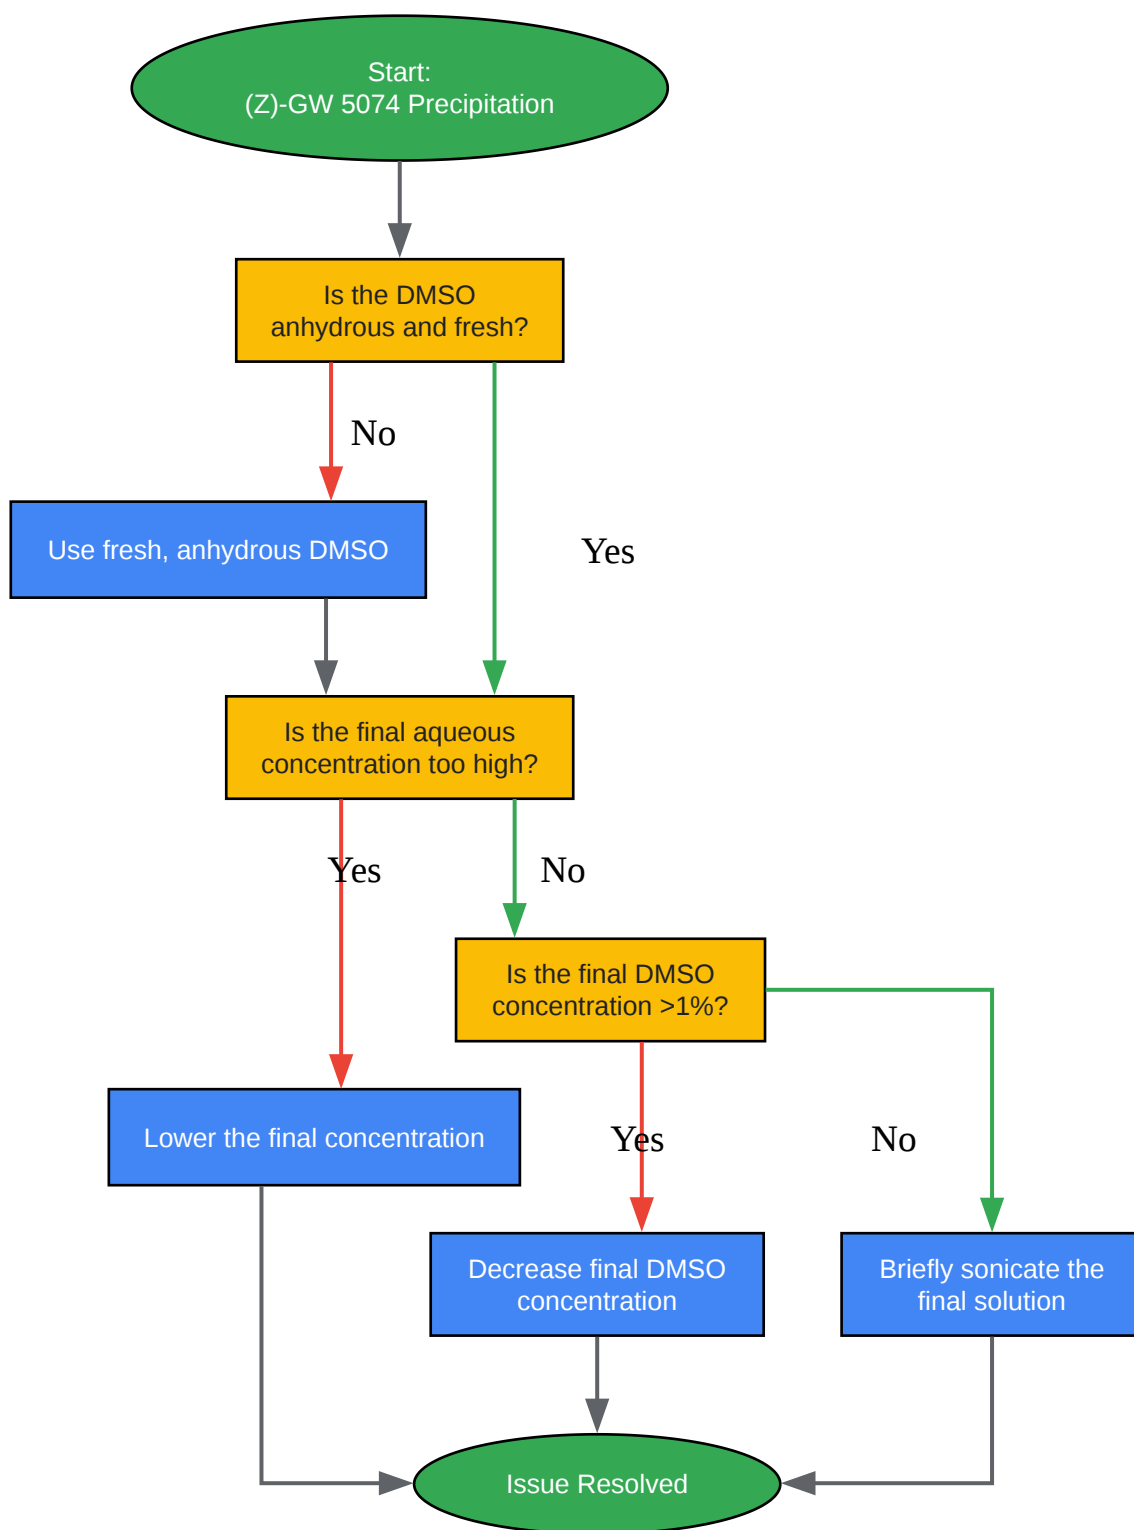 Start:
(Z)-GW 5074 Precipitation
Is the DMSO
anhydrous and fresh?
No
Use fresh, anhydrous DMSO
Yes
Is the final aqueous
concentration too high?
Yes
No
Is the final DMSO
concentration >1%?
Lower the final concentration
Yes
No
Decrease final DMSO
concentration
Briefly sonicate the
final solution
Issue Resolved